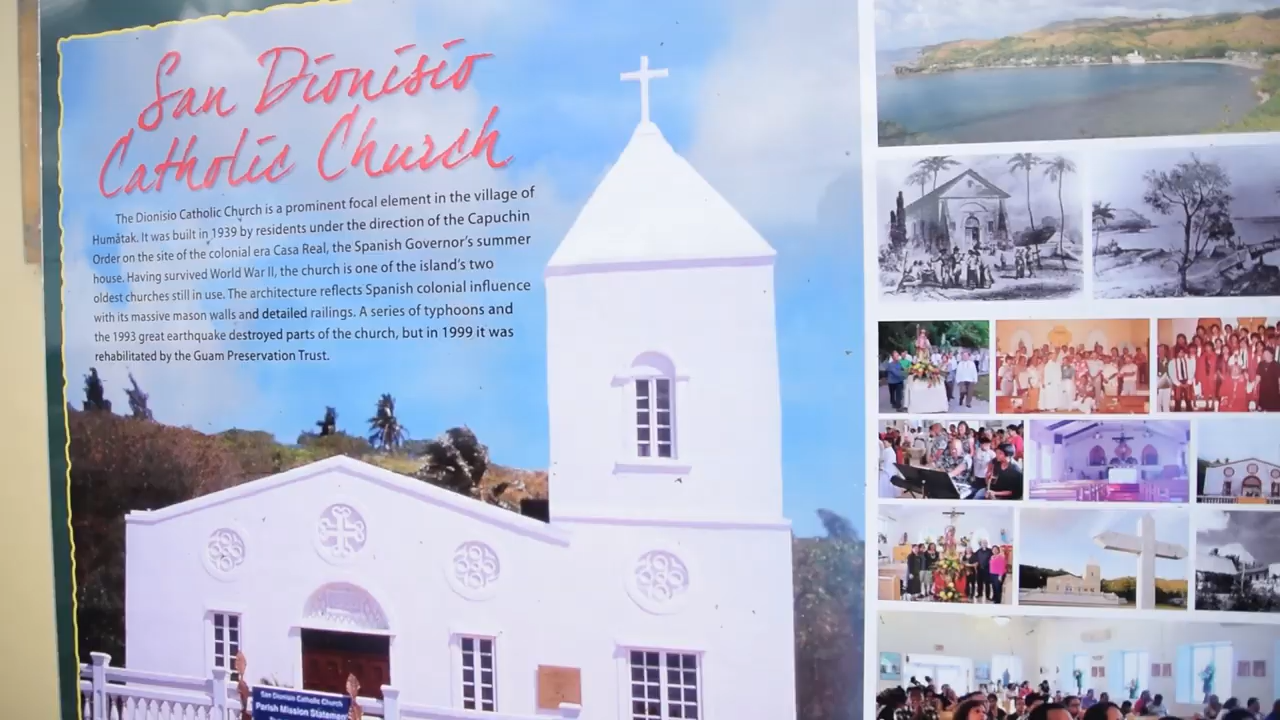 San Dionisio
Catholic Church
The Dionisio Catholic Church is a prominent focal element in the village of
Humåtak. It was built in 1939 by residents under the direction of the Capuchin
Order on the site of the colonial era Casa Real, the Spanish Governor's summer
house. Having survived World War II, the church is one of the island's two
oldest churches still in use. The architecture reflects Spanish colonial influence
with its massive mason walls and detailed railings. A series of typhoons and
the 1993 great earthquake destroyed parts of the church, but in 1999 it was
rehabilitated by the Guam Preservation Trust.
San Dionisio Catholic Church
Parish Mission Statement